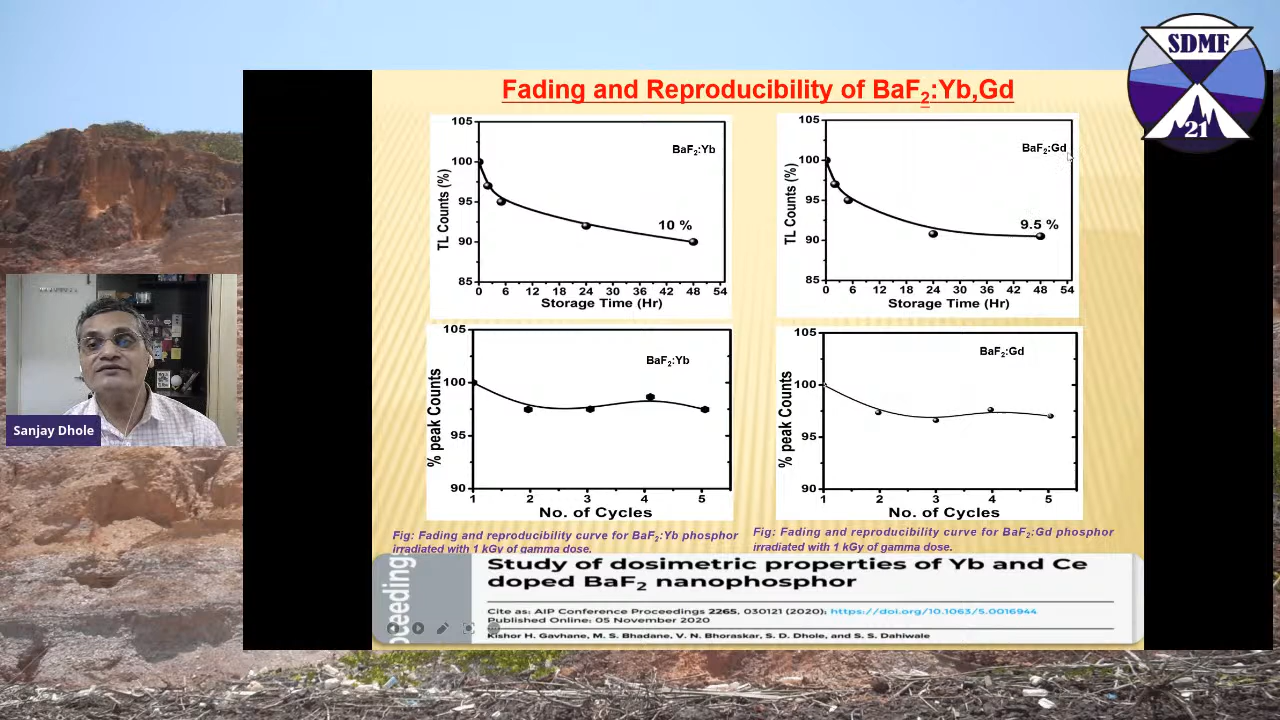 SDMF
21
Fading and Reproducibility of BaF2:Yb,Gd
105
100
95
90
85
TL Counts (%)
BaF2:Yb
10 %
0 6 12 18 24 30 36 42 48 54
Storage Time (Hr)
105
100
95
90
85
TL Counts (%)
BaF2:Gd
9.5 %
0 6 12 18 24 30 36 42 48 54
Storage Time (Hr)
105
100
95
90
% peak Counts
BaF2:Yb
1 2 3 4 5
No. of Cycles
105
100
95
90
% peak Counts
BaF2:Gd
1 2 3 4 5
No. of Cycles
Sanjay Dhole
Fig: Fading and reproducibility curve for BaF2:Yb phosphor
irradiated with 1 kGy of gamma dose.
Fig: Fading and reproducibility curve for BaF2:Gd phosphor
irradiated with 1 kGy of gamma dose.
oceeding
Study of dosimetric properties of Yb and Ce
doped BaF2 nanophosphor
Cite as: AIP Conference Proceedings 2265, 030121 (2020); https://doi.org/10.1063/5.0016944
Published Online: 05 November 2020
Kishor H. Gavhane, M. S. Bhadane, V. N. Bhoraskar, S. D. Dhole, and S. S. Dahiwale